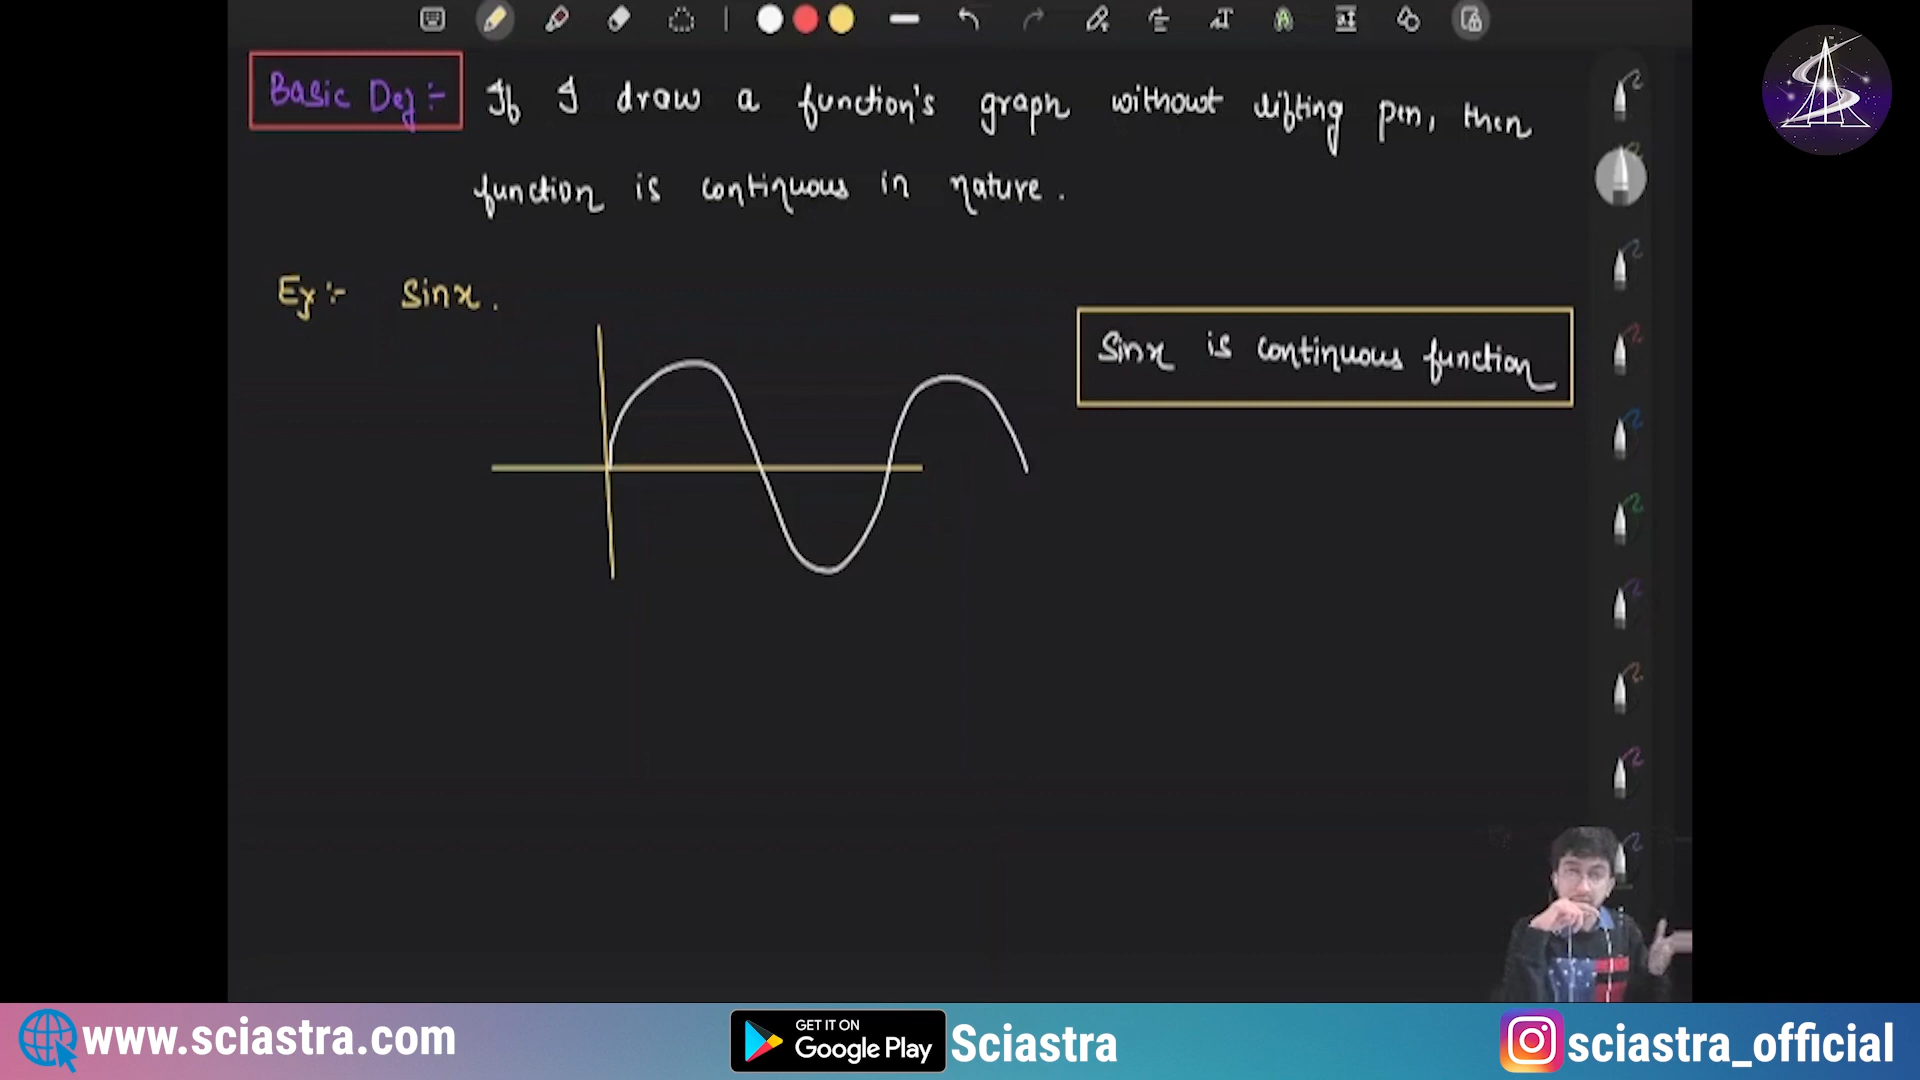 Basic Def :- If I draw a function's graph without lifting pen, then
function is continuous in nature.
Ex :- Sinx.
Sinx is continuous function
www.sciastra.com
GET IT ON
Google Play
Sciastra
sciastra_official